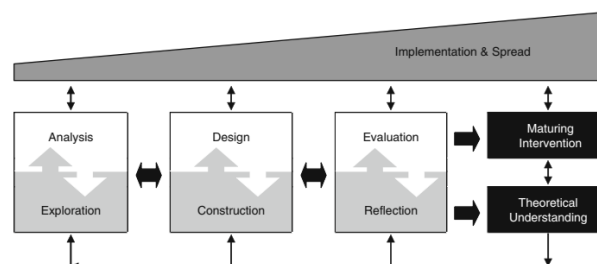 Implementation & Spread
Analysis
Design
Evaluation
Maturing
Intervention
Exploration
Construction
Reflection
Theoretical
Understanding